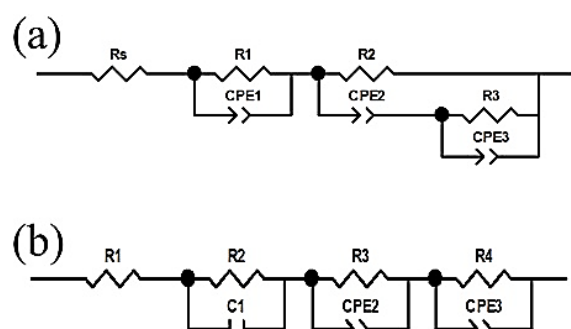 (a)
Rs R1 R2
CPE1 CPE2 R3
CPE3
(b)
R1 R2 R3 R4
C1 CPE2 CPE3